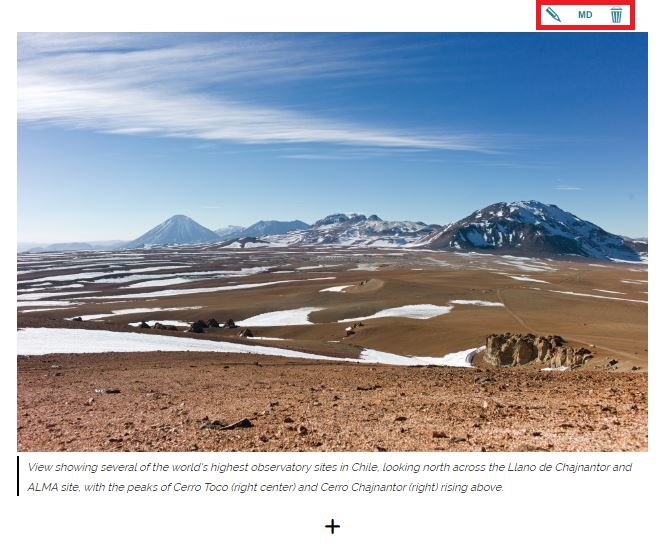 MD
View showing several of the world's highest observatory sites in Chile, looking north across the Llano de Chajnantor and
ALMA site, with the peaks of Cerro Toco (right center) and Cerro Chajnantor (right) rising above.